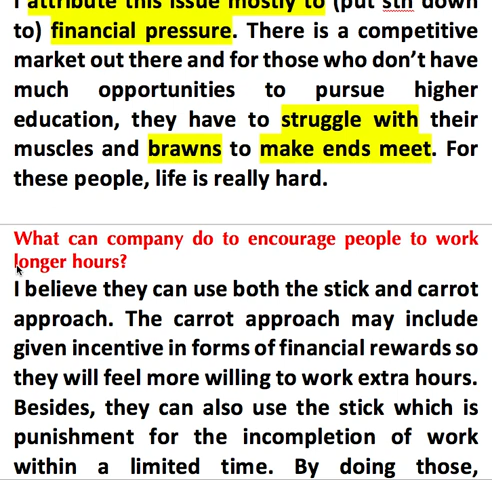 I attribute this issue mostly to (put sth down
to) financial pressure. There is a competitive
market out there and for those who don't have
much opportunities to pursue higher
education, they have to struggle with their
muscles and brawns to make ends meet. For
these people, life is really hard.
What can company do to encourage people to work
longer hours?
I believe they can use both the stick and carrot
approach. The carrot approach may include
given incentive in forms of financial rewards so
they will feel more willing to work extra hours.
Besides, they can also use the stick which is
punishment for the incompletion of work
within a limited time. By doing those,